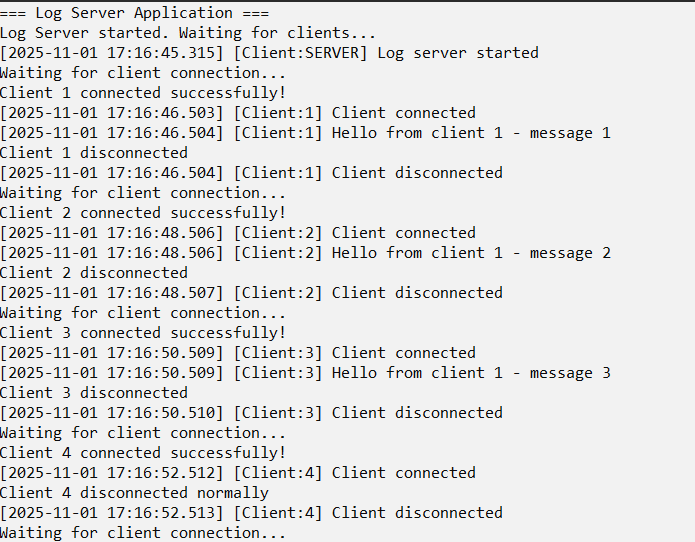 === Log Server Application ===
Log Server started. Waiting for clients...
[2025-11-01 17:16:45.315] [Client:SERVER] Log server started
Waiting for client connection...
Client 1 connected successfully!
[2025-11-01 17:16:46.503] [Client:1] Client connected
[2025-11-01 17:16:46.504] [Client:1] Hello from client 1 - message 1
Client 1 disconnected
[2025-11-01 17:16:46.504] [Client:1] Client disconnected
Waiting for client connection...
Client 2 connected successfully!
[2025-11-01 17:16:48.506] [Client:2] Client connected
[2025-11-01 17:16:48.506] [Client:2] Hello from client 1 - message 2
Client 2 disconnected
[2025-11-01 17:16:48.507] [Client:2] Client disconnected
Waiting for client connection...
Client 3 connected successfully!
[2025-11-01 17:16:50.509] [Client:3] Client connected
[2025-11-01 17:16:50.509] [Client:3] Hello from client 1 - message 3
Client 3 disconnected
[2025-11-01 17:16:50.510] [Client:3] Client disconnected
Waiting for client connection...
Client 4 connected successfully!
[2025-11-01 17:16:52.512] [Client:4] Client connected
Client 4 disconnected normally
[2025-11-01 17:16:52.513] [Client:4] Client disconnected
Waiting for client connection...